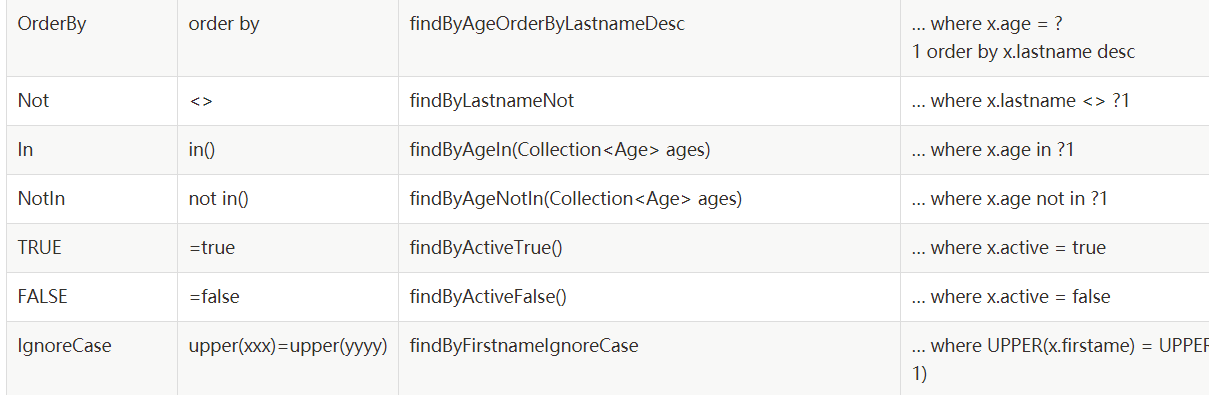 OrderBy order by findByAgeOrderByLastnameDesc … where x.age = ?
1 order by x.lastname desc
Not <> findByLastnameNot … where x.lastname <> ?1
In in() findByAgeIn(Collection<Age> ages) … where x.age in ?1
NotIn not in() findByAgeNotIn(Collection<Age> ages) … where x.age not in ?1
TRUE =true findByActiveTrue() … where x.active = true
FALSE =false findByActiveFalse() … where x.active = false
IgnoreCase upper(xxx)=upper(yyyy) findByFirstnameIgnoreCase … where UPPER(x.firstame) = UPPER
1)